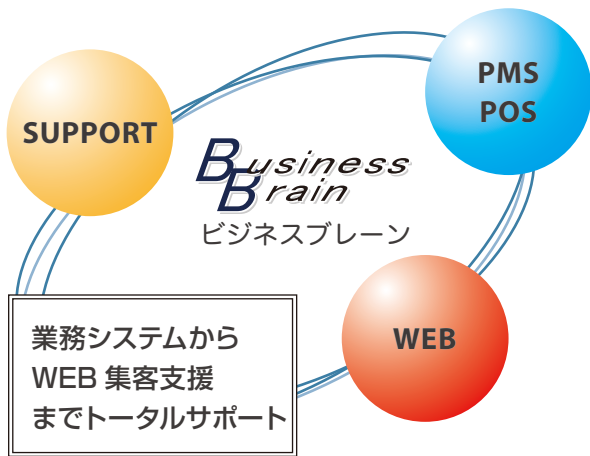 PMS
POS
SUPPORT
Business
Brain
ビジネスブレーン
WEB
業務システムから
WEB 集客支援
までトータルサポート